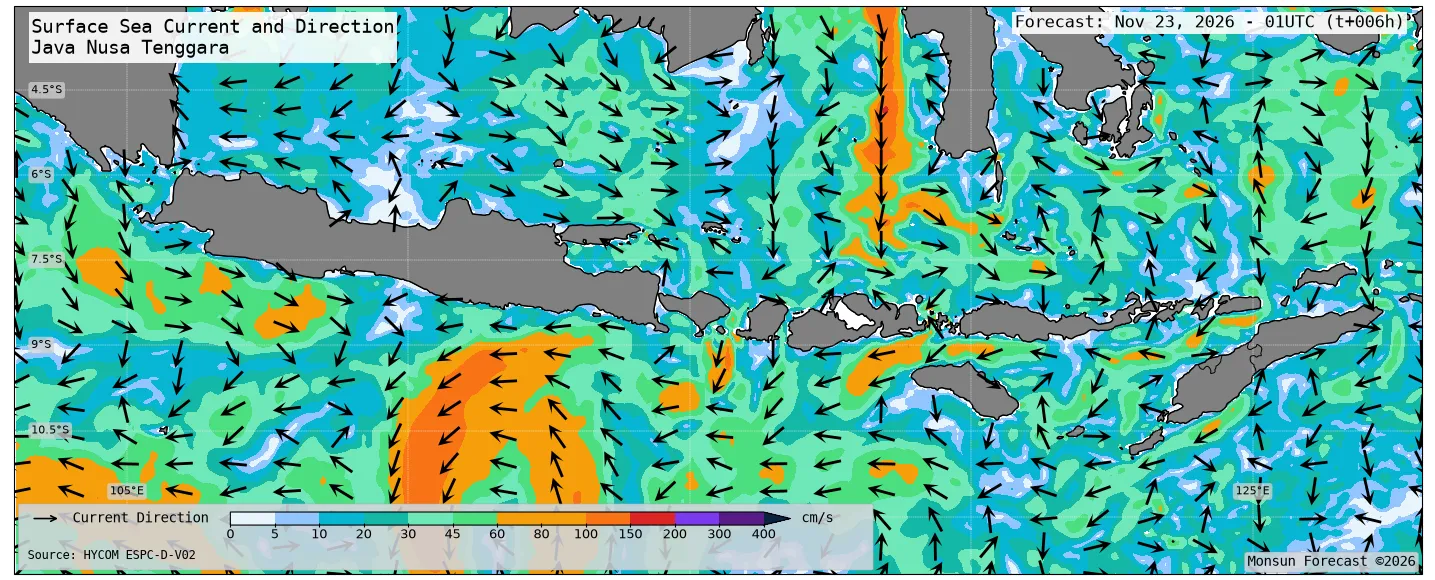 Surface Sea Current and Direction
Java Nusa Tenggara
Forecast: Nov 23, 2026 - 01UTC (t+006h)
4.5°S
6°S
7.5°S
9°S
10.5°S
105°E
125°E
Current Direction
0 5 10 20 30 45 60 80 100 150 200 300 400 cm/s
Source: HYCOM ESPC-D-V02
Monsun Forecast ©2026